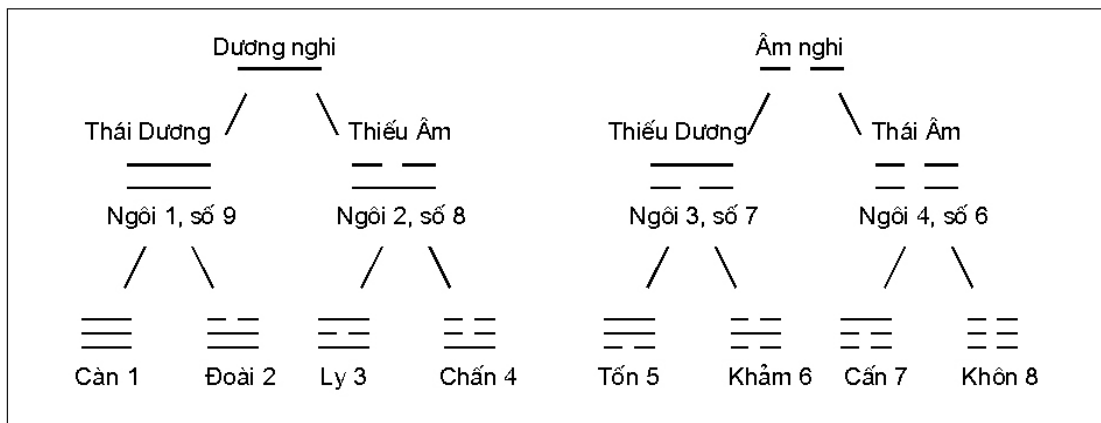 Dương nghi Âm nghi
Thái Dương Thiếu Âm Thiếu Dương Thái Âm
Ngôi 1, số 9 Ngôi 2, số 8 Ngôi 3, số 7 Ngôi 4, số 6
Càn 1 Đoài 2 Ly 3 Chấn 4 Tốn 5 Khảm 6 Cấn 7 Khôn 8